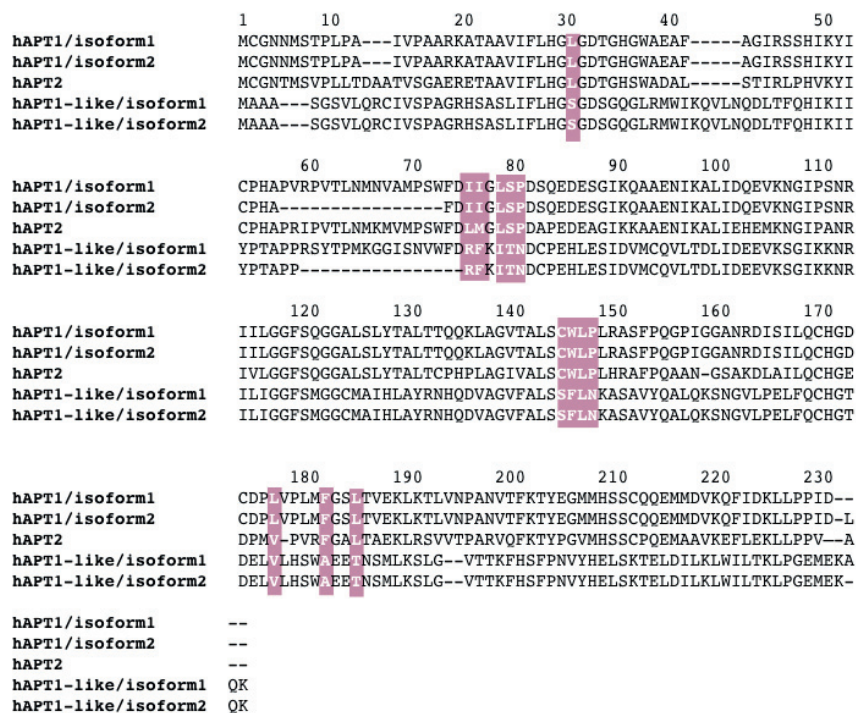 1 10 20 30 40 50
hAPT1/isoform1 MCGNNMSTPLPA---IVPAARKATAAVIFLHGLGDTGHGWAEAF-----AGIRSSHIKYI
hAPT1/isoform2 MCGNNMSTPLPA---IVPAARKATAAVIFLHGLGDTGHGWAEAF-----AGIRSSHIKYI
hAPT2 MCGNTMSVPLLTDAATVSGAERETAAVIFLHGLGDTGHSWADAL-----STIRLPHVKYI
hAPT1-like/isoform1 MAAA---SGSVLQRCIVSPAGRHSASLIFLHGSGDSGQGLRMWIKQVLNQDLTFQHIKII
hAPT1-like/isoform2 MAAA---SGSVLQRCIVSPAGRHSASLIFLHGSGDSGQGLRMWIKQVLNQDLTFQHIKII
60 70 80 90 100 110
hAPT1/isoform1 CPHAPVRPVTLNMNVAMPSWFDIIGLSPDSQEDESGIKQAAENIKALIDQEVKNGIPSNR
hAPT1/isoform2 CPHA----------------FDIIGLSPDSQEDESGIKQAAENIKALIDQEVKNGIPSNR
hAPT2 CPHAPRIPVTLNMKMVMPSWFDLMGLSPDAPEDEAGIKKAAENIKALIEHEMKNGIPANR
hAPT1-like/isoform1 YPTAPPRSYTPMKGGISNVWFDRFKITNDCPEHLESIDVMCQVLTDLIDEEVKSGIKKNR
hAPT1-like/isoform2 YPTAPP----------------RFKITNDCPEHLESIDVMCQVLTDLIDEEVKSGIKKNR
120 130 140 150 160 170
hAPT1/isoform1 IILGGFSQGGALSLYTALTTQQKLAGVTALSCWLPLRASFPQGPIGGANRDISILQCHGD
hAPT1/isoform2 IILGGFSQGGALSLYTALTTQQKLAGVTALSCWLPLRASFPQGPIGGANRDISILQCHGD
hAPT2 IVLGGFSQGGALSLYTALTCPHPLAGIVALSCWLPLHRAFPQAAN-GSAKDLAILQCHGE
hAPT1-like/isoform1 ILIGGFSMGGCMAIHLAYRNHQDVAGVFALSSFLNKASAVYQALQKSNGVLPELFQCHGT
hAPT1-like/isoform2 ILIGGFSMGGCMAIHLAYRNHQDVAGVFALSSFLNKASAVYQALQKSNGVLPELFQCHGT
180 190 200 210 220 230
hAPT1/isoform1 CDPLVPLMFGSLTVEKLKTLVNPANVTFKTYEGMMHSSCQQEMMDVKQFIDKLLPPID--
hAPT1/isoform2 CDPLVPLMFGSLTVEKLKTLVNPANVTFKTYEGMMHSSCQQEMMDVKQFIDKLLPPID-L
hAPT2 DPMV-PVRFGALTAEKLRSVVTPARVQFKTYPGVMHSSCPQEMAAVKEFLEKLLPPV--A
hAPT1-like/isoform1 DELVLHSWAEETNSMLKSLG--VTTKFHSFPNVYHELSKTELDILKLWILTKLPGEMEKA
hAPT1-like/isoform2 DELVLHSWAEETNSMLKSLG--VTTKFHSFPNVYHELSKTELDILKLWILTKLPGEMEK-
hAPT1/isoform1 --
hAPT1/isoform2 --
hAPT2 --
hAPT1-like/isoform1 QK
hAPT1-like/isoform2 QK